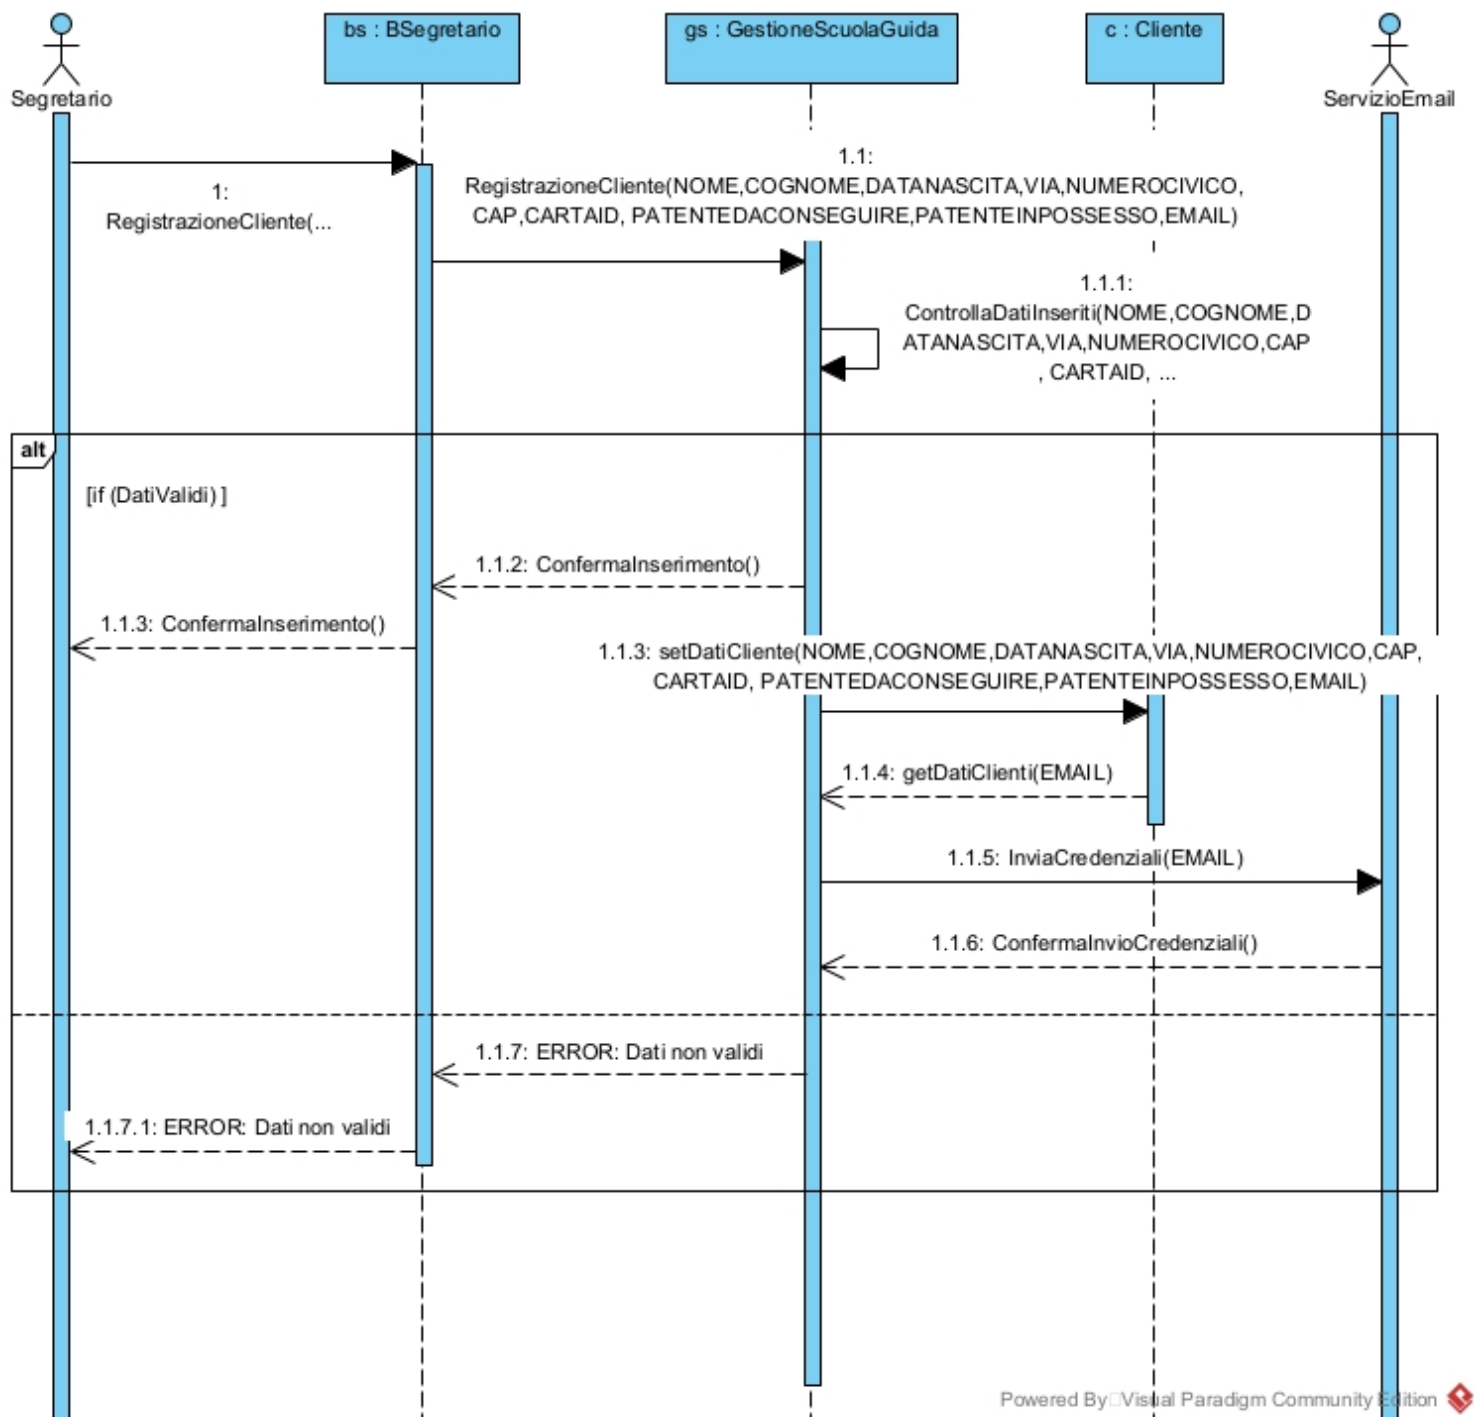 bs : BSegretario
gs : GestioneScuolaGuida
c : Cliente
Segretario
ServizioEmail
1:
RegistrazioneCliente(...
1.1:
RegistrazioneCliente(NOME,COGNOME,DATANASCITA,VIA,NUMEROCIVICO,
CAP,CARTAID, PATENTEDACONSEGUIRE,PATENTEINPOSSESSO,EMAIL)
1.1.1:
ControllaDatiInseriti(NOME,COGNOME,D
ATANASCITA,VIA,NUMEROCIVICO,CAP
, CARTAID, ...
alt
[if (DatiValidi) ]
1.1.2: ConfermaInserimento()
1.1.3: ConfermaInserimento()
1.1.3: setDatiCliente(NOME,COGNOME,DATANASCITA,VIA,NUMEROCIVICO,CAP,
CARTAID, PATENTEDACONSEGUIRE,PATENTEINPOSSESSO,EMAIL)
1.1.4: getDatiClienti(EMAIL)
1.1.5: InviaCredenziali(EMAIL)
1.1.6: ConfermaInvioCredenziali()
1.1.7: ERROR: Dati non validi
1.1.7.1: ERROR: Dati non validi
Powered By Visual Paradigm Community Edition